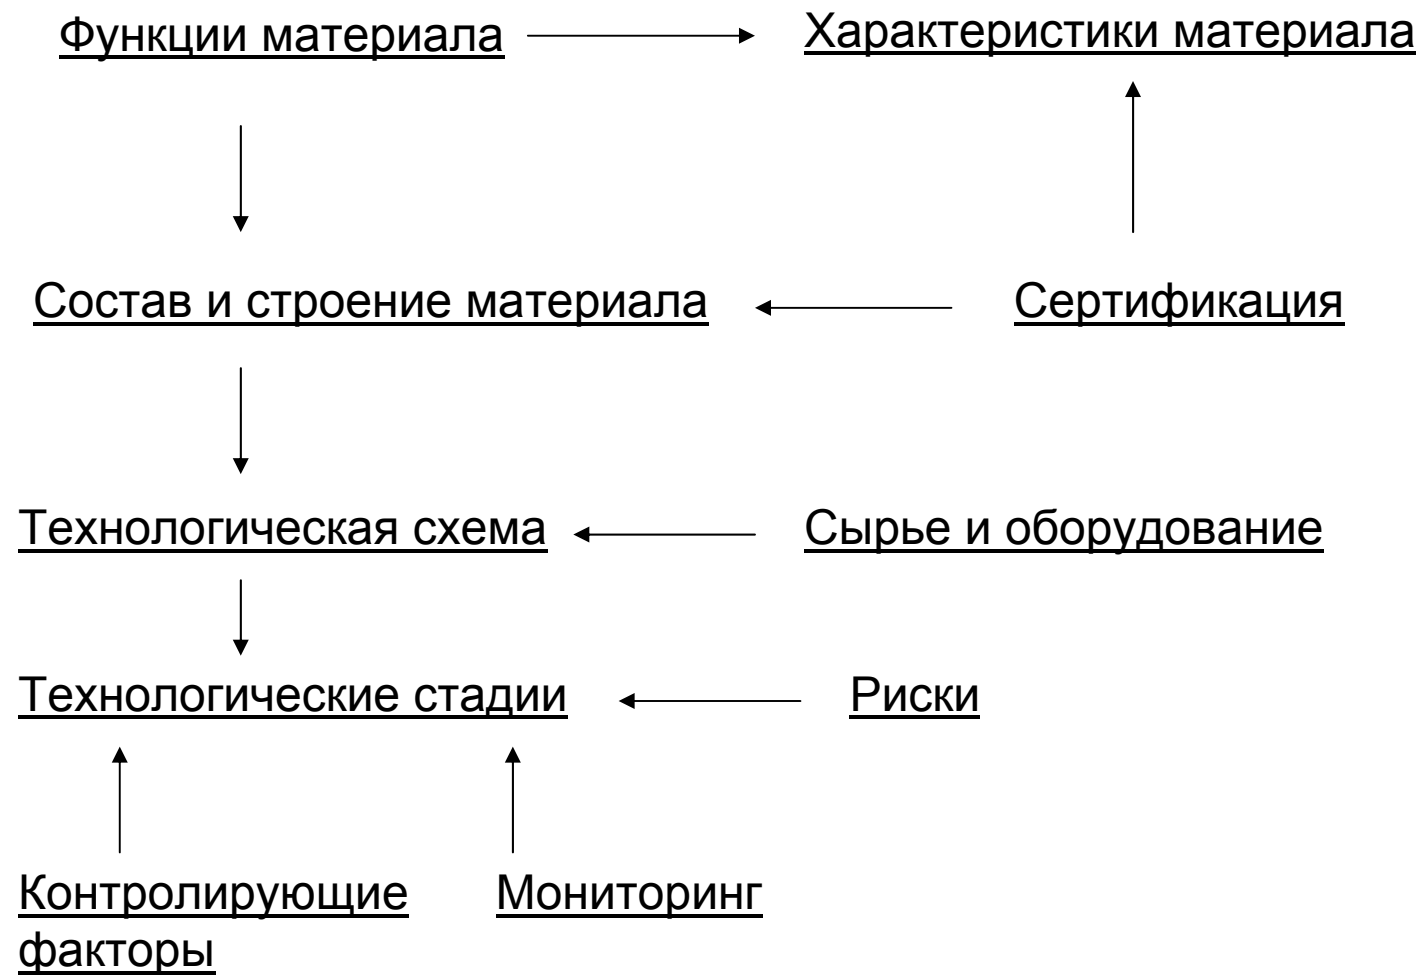 Функции материала
Характеристики материала
Состав и строение материала
Сертификация
Технологическая схема
Сырье и оборудование
Технологические стадии
Риски
Контролирующие
факторы
Мониторинг